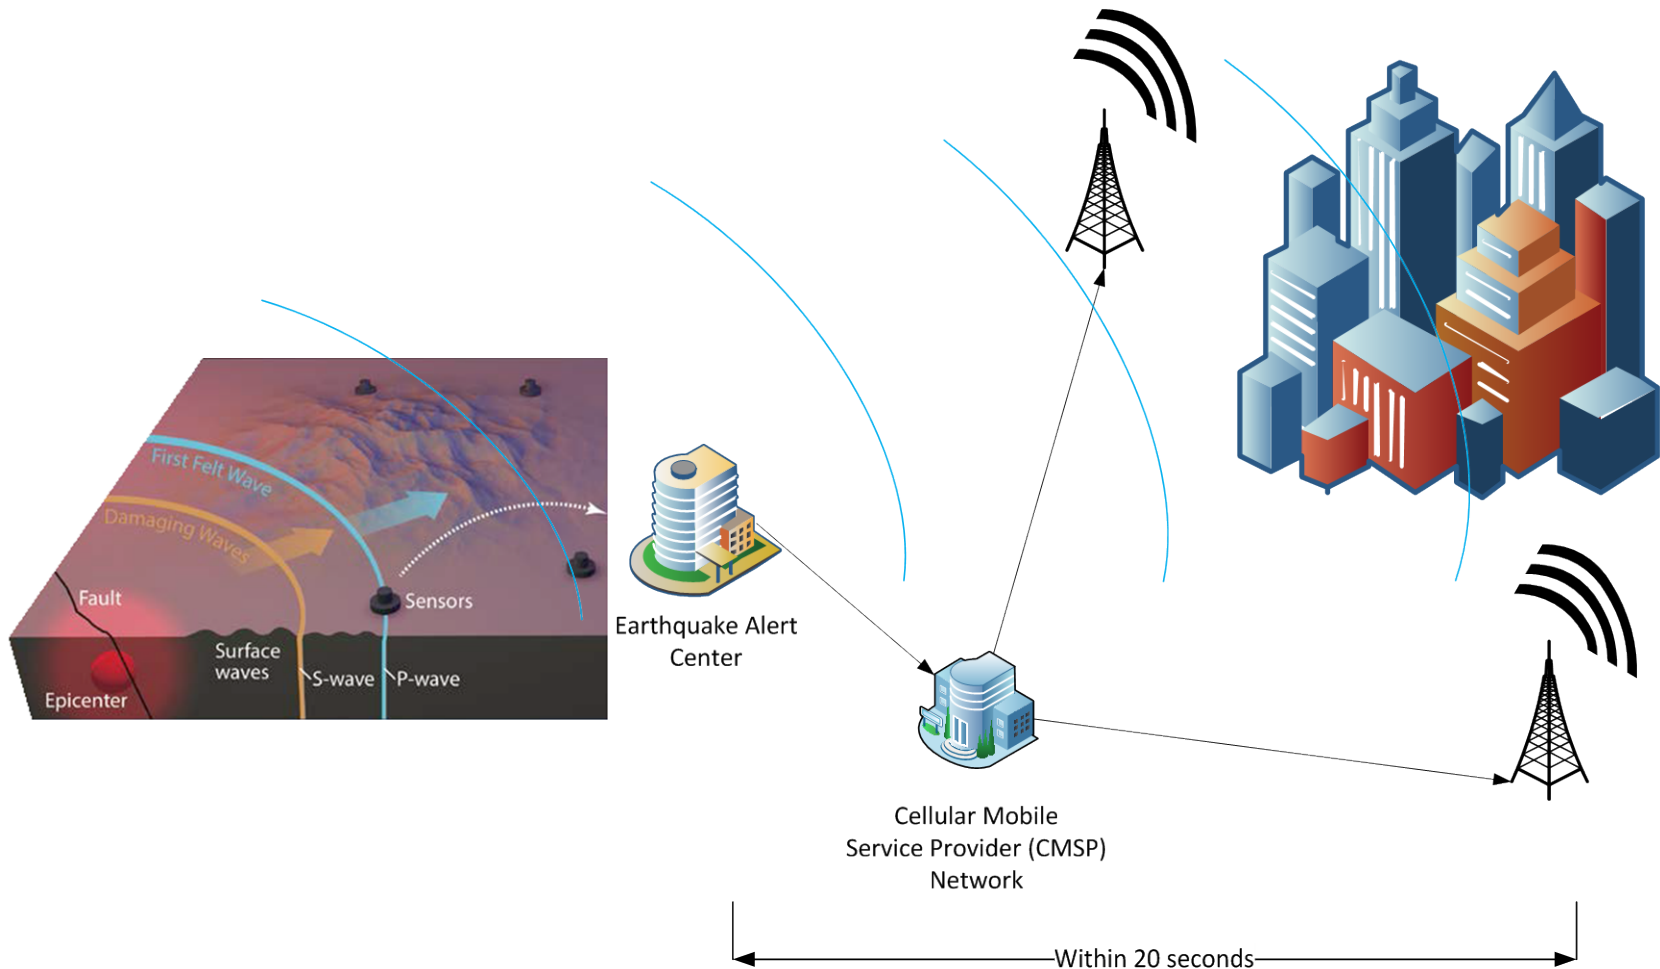 First Felt Wave
Damaging Waves
Fault
Sensors
Surface
waves
S-wave
P-wave
Epicenter
Earthquake Alert
Center
Cellular Mobile
Service Provider (CMSP)
Network
Within 20 seconds